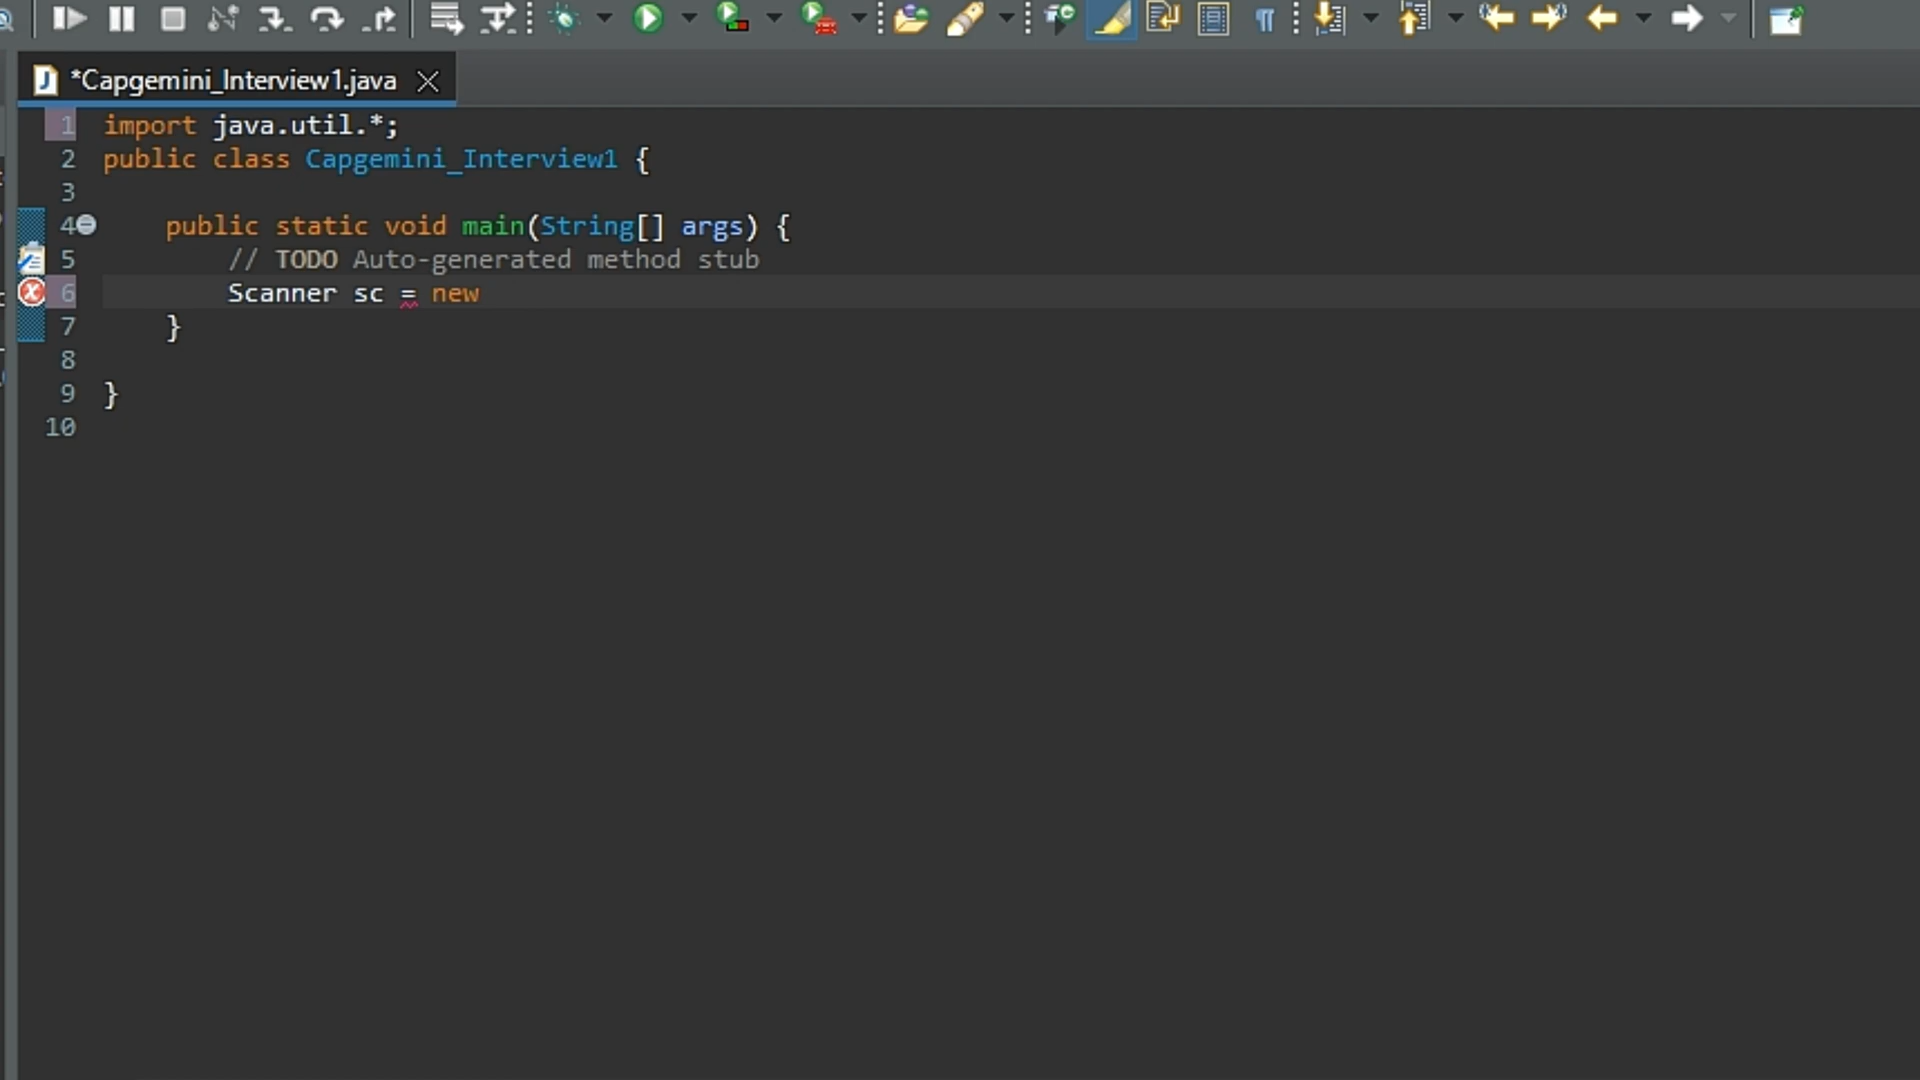 *Capgemini_Interview1.java
1 import java.util.*;
2 public class Capgemini_Interview1 {
3
4 public static void main(String[] args) {
5 // TODO Auto-generated method stub
6 Scanner sc = new
7 }
8
9 }
10